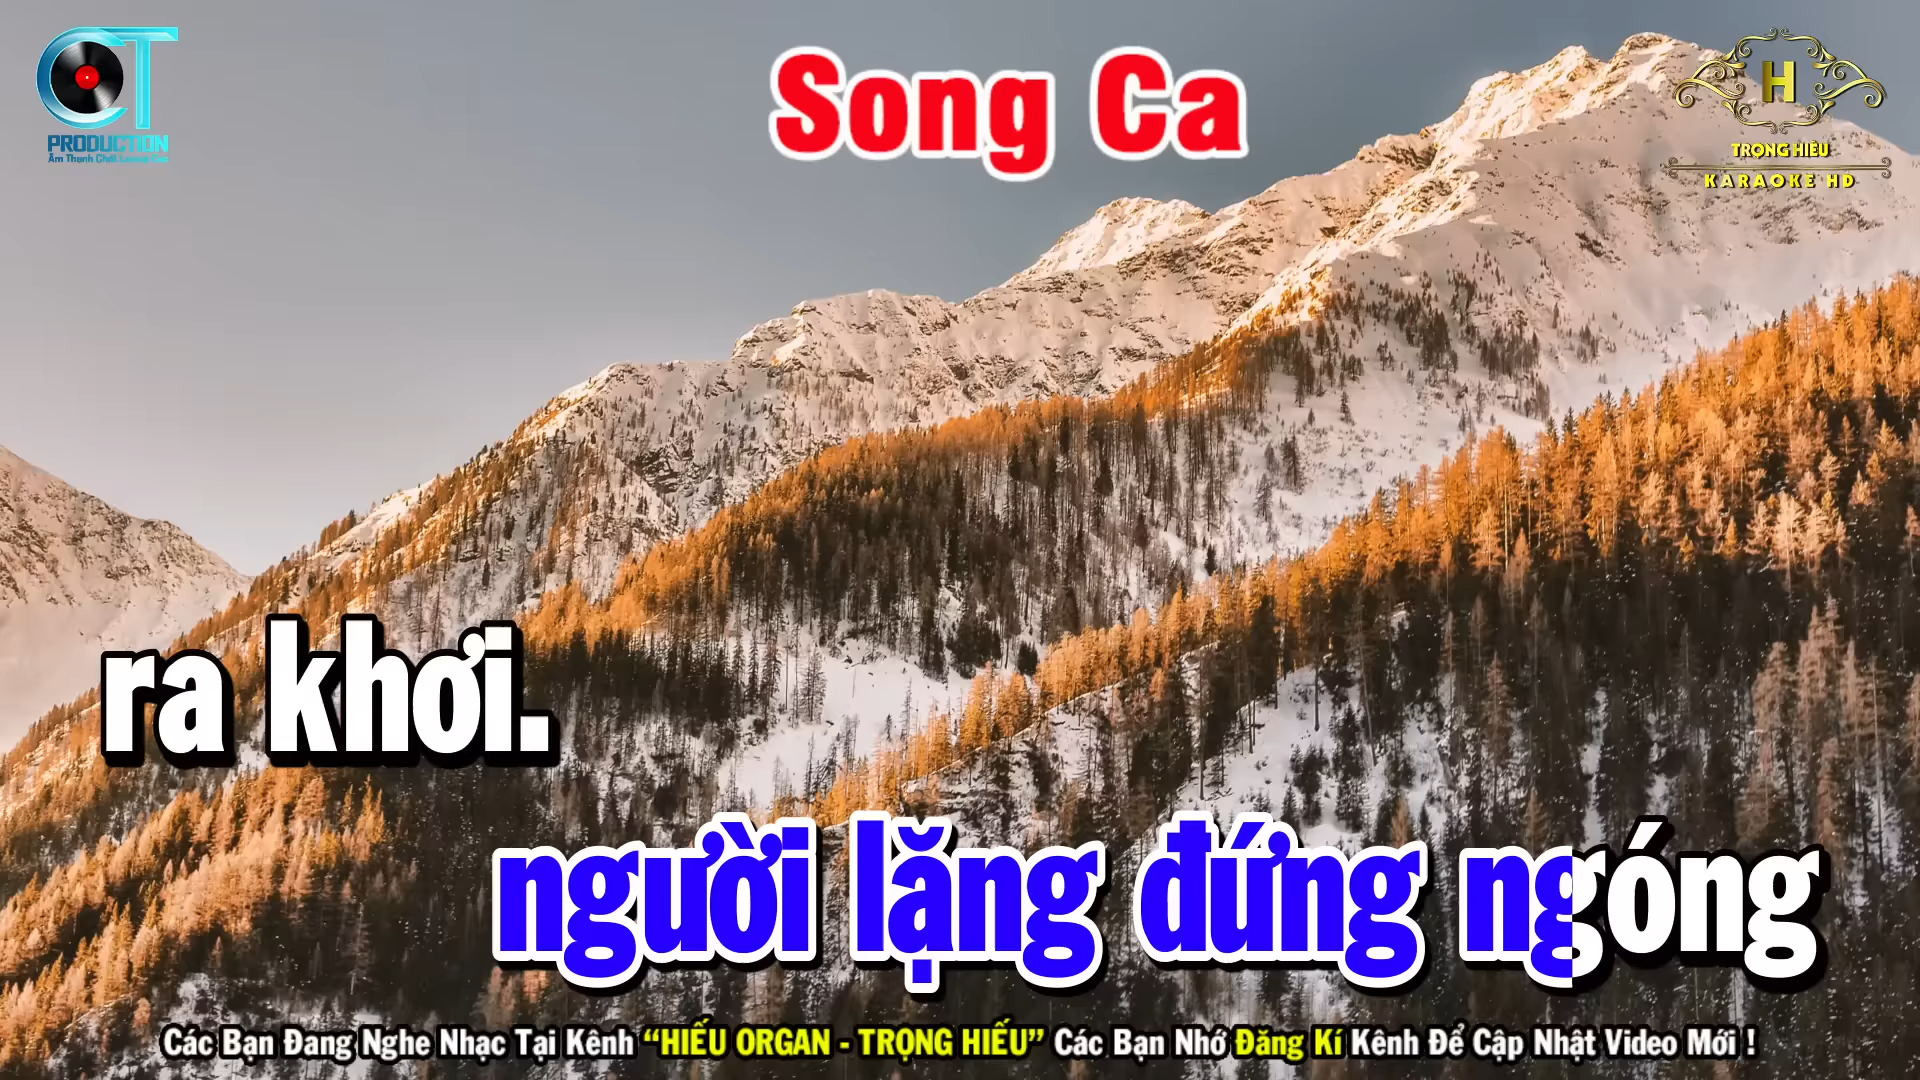 CT
PRODUCTION
Song Ca
H
TRỌNG HIẾU
KARAOKE HD
ra khơi.
người lặng đứng ngóng
Các Bạn Đang Nghe Nhạc Tại Kênh “HIẾU ORGAN - TRỌNG HIẾU” Các Bạn Nhớ Đăng Kí Kênh Để Cập Nhật Video Mới !